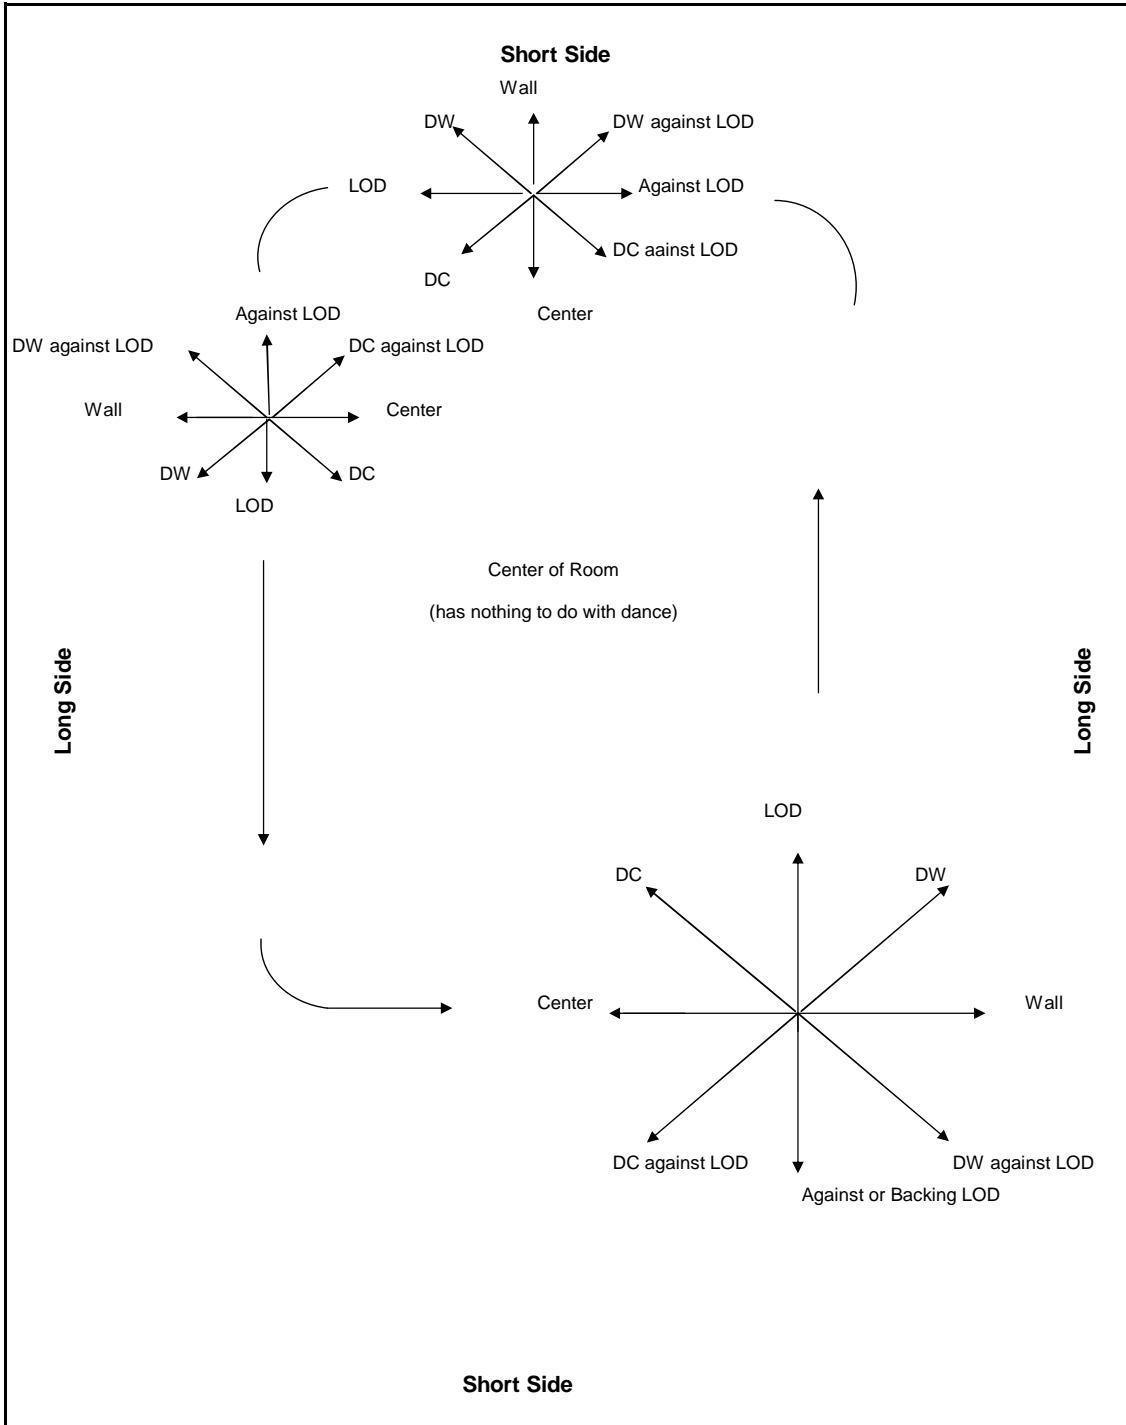 Short Side
Wall
DW
DW against LOD
LOD
Against LOD
DC aainst LOD
DC
Center
Against LOD
DW against LOD
DC against LOD
Wall
Center
DW
DC
LOD
Center of Room
(has nothing to do with dance)
Long Side
Long Side
LOD
DC
DW
Center
Wall
DC against LOD
DW against LOD
Against or Backing LOD
Short Side